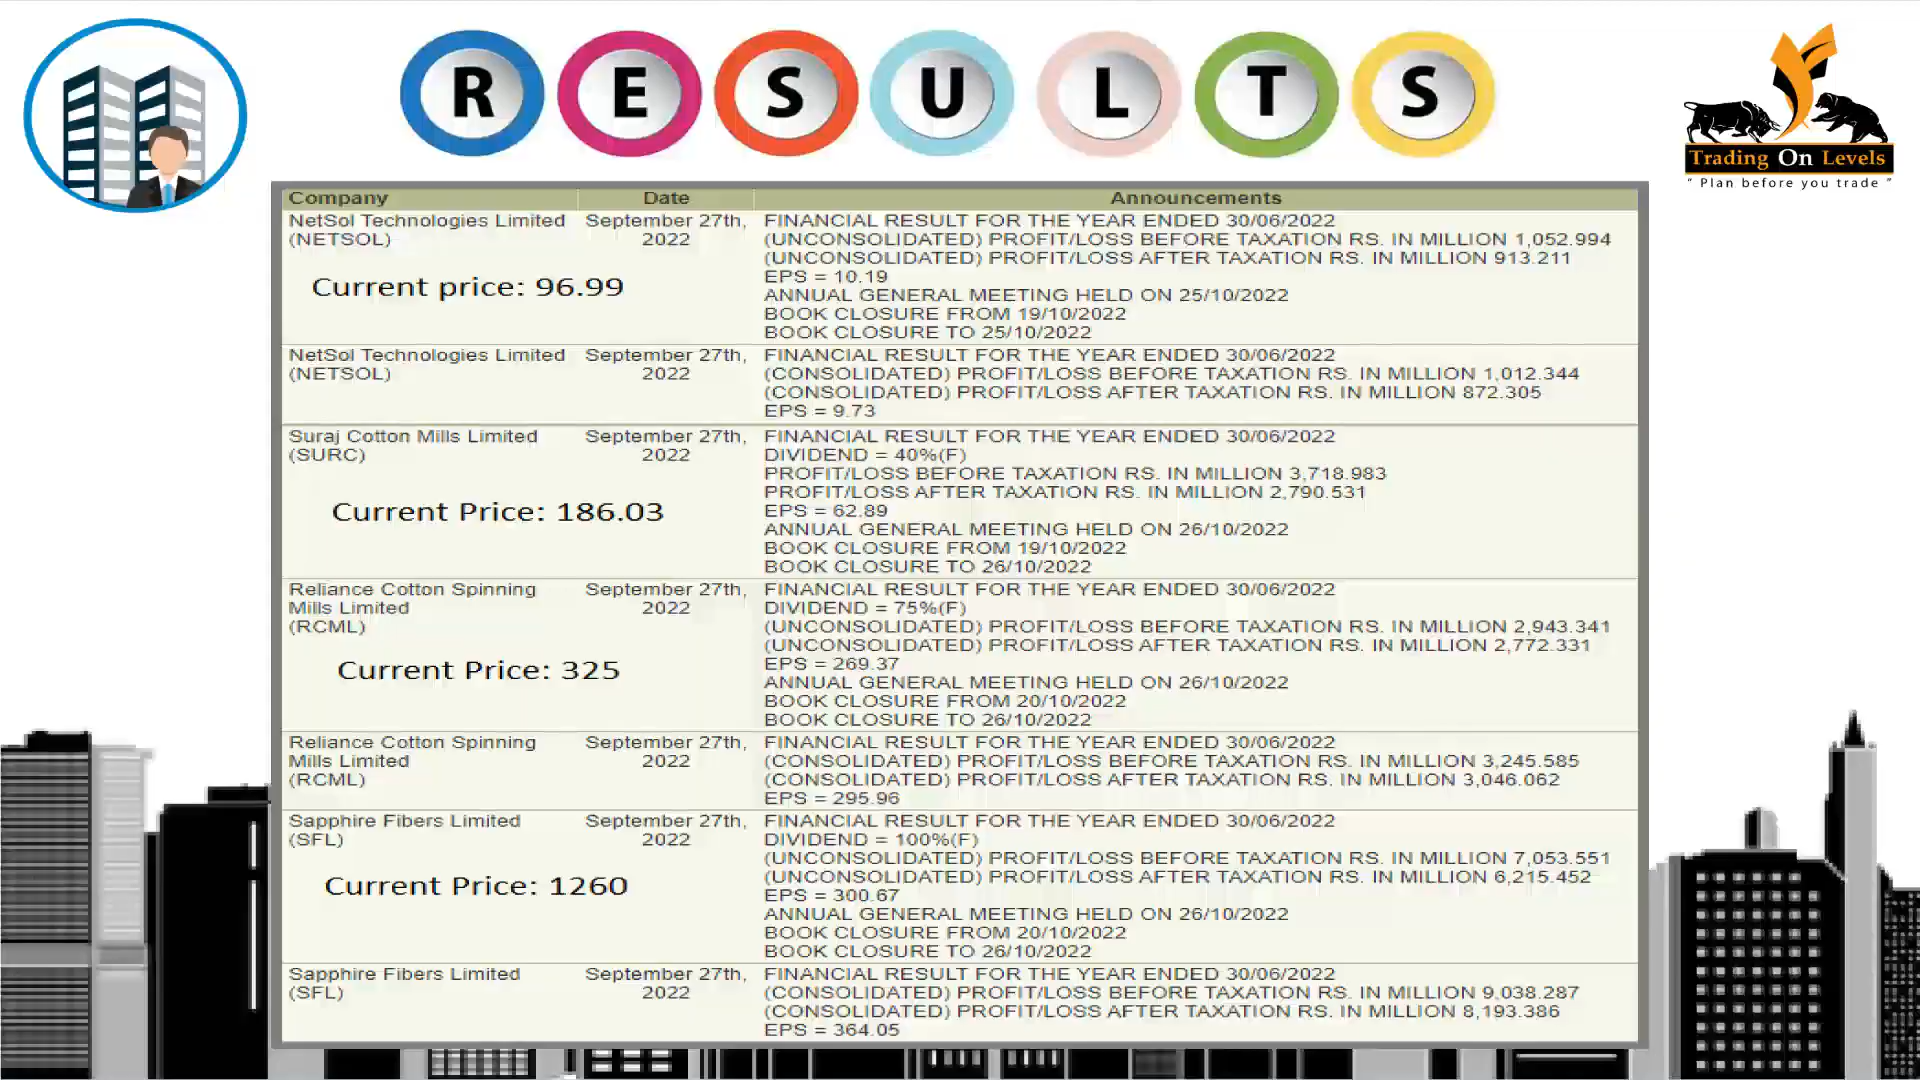 RESULTS
Trading On Levels
" Plan before you trade "
Company Date Announcements
NetSol Technologies Limited
(NETSOL)
Current price: 96.99
September 27th,
2022
FINANCIAL RESULT FOR THE YEAR ENDED 30/06/2022
(UNCONSOLIDATED) PROFIT/LOSS BEFORE TAXATION RS. IN MILLION 1,052.994
(UNCONSOLIDATED) PROFIT/LOSS AFTER TAXATION RS. IN MILLION 913.211
EPS = 10.19
ANNUAL GENERAL MEETING HELD ON 25/10/2022
BOOK CLOSURE FROM 19/10/2022
BOOK CLOSURE TO 25/10/2022
NetSol Technologies Limited
(NETSOL)
September 27th,
2022
FINANCIAL RESULT FOR THE YEAR ENDED 30/06/2022
(CONSOLIDATED) PROFIT/LOSS BEFORE TAXATION RS. IN MILLION 1,012.344
(CONSOLIDATED) PROFIT/LOSS AFTER TAXATION RS. IN MILLION 872.305
EPS = 9.73
Suraj Cotton Mills Limited
(SURC)
Current Price: 186.03
September 27th,
2022
FINANCIAL RESULT FOR THE YEAR ENDED 30/06/2022
DIVIDEND = 40%(F)
PROFIT/LOSS BEFORE TAXATION RS. IN MILLION 3,718.983
PROFIT/LOSS AFTER TAXATION RS. IN MILLION 2,790.531
EPS = 62.89
ANNUAL GENERAL MEETING HELD ON 26/10/2022
BOOK CLOSURE FROM 19/10/2022
BOOK CLOSURE TO 26/10/2022
Reliance Cotton Spinning
Mills Limited
(RCML)
Current Price: 325
September 27th,
2022
FINANCIAL RESULT FOR THE YEAR ENDED 30/06/2022
DIVIDEND = 75%(F)
(UNCONSOLIDATED) PROFIT/LOSS BEFORE TAXATION RS. IN MILLION 2,943.341
(UNCONSOLIDATED) PROFIT/LOSS AFTER TAXATION RS. IN MILLION 2,772.331
EPS = 269.37
ANNUAL GENERAL MEETING HELD ON 26/10/2022
BOOK CLOSURE FROM 20/10/2022
BOOK CLOSURE TO 26/10/2022
Reliance Cotton Spinning
Mills Limited
(RCML)
September 27th,
2022
FINANCIAL RESULT FOR THE YEAR ENDED 30/06/2022
(CONSOLIDATED) PROFIT/LOSS BEFORE TAXATION RS. IN MILLION 3,245.585
(CONSOLIDATED) PROFIT/LOSS AFTER TAXATION RS. IN MILLION 3,046.062
EPS = 295.96
Sapphire Fibers Limited
(SFL)
Current Price: 1260
September 27th,
2022
FINANCIAL RESULT FOR THE YEAR ENDED 30/06/2022
DIVIDEND = 100%(F)
(UNCONSOLIDATED) PROFIT/LOSS BEFORE TAXATION RS. IN MILLION 7,053.551
(UNCONSOLIDATED) PROFIT/LOSS AFTER TAXATION RS. IN MILLION 6,215.452
EPS = 300.67
ANNUAL GENERAL MEETING HELD ON 26/10/2022
BOOK CLOSURE FROM 20/10/2022
BOOK CLOSURE TO 26/10/2022
Sapphire Fibers Limited
(SFL)
September 27th,
2022
FINANCIAL RESULT FOR THE YEAR ENDED 30/06/2022
(CONSOLIDATED) PROFIT/LOSS BEFORE TAXATION RS. IN MILLION 9,038.287
(CONSOLIDATED) PROFIT/LOSS AFTER TAXATION RS. IN MILLION 8,193.386
EPS = 364.05